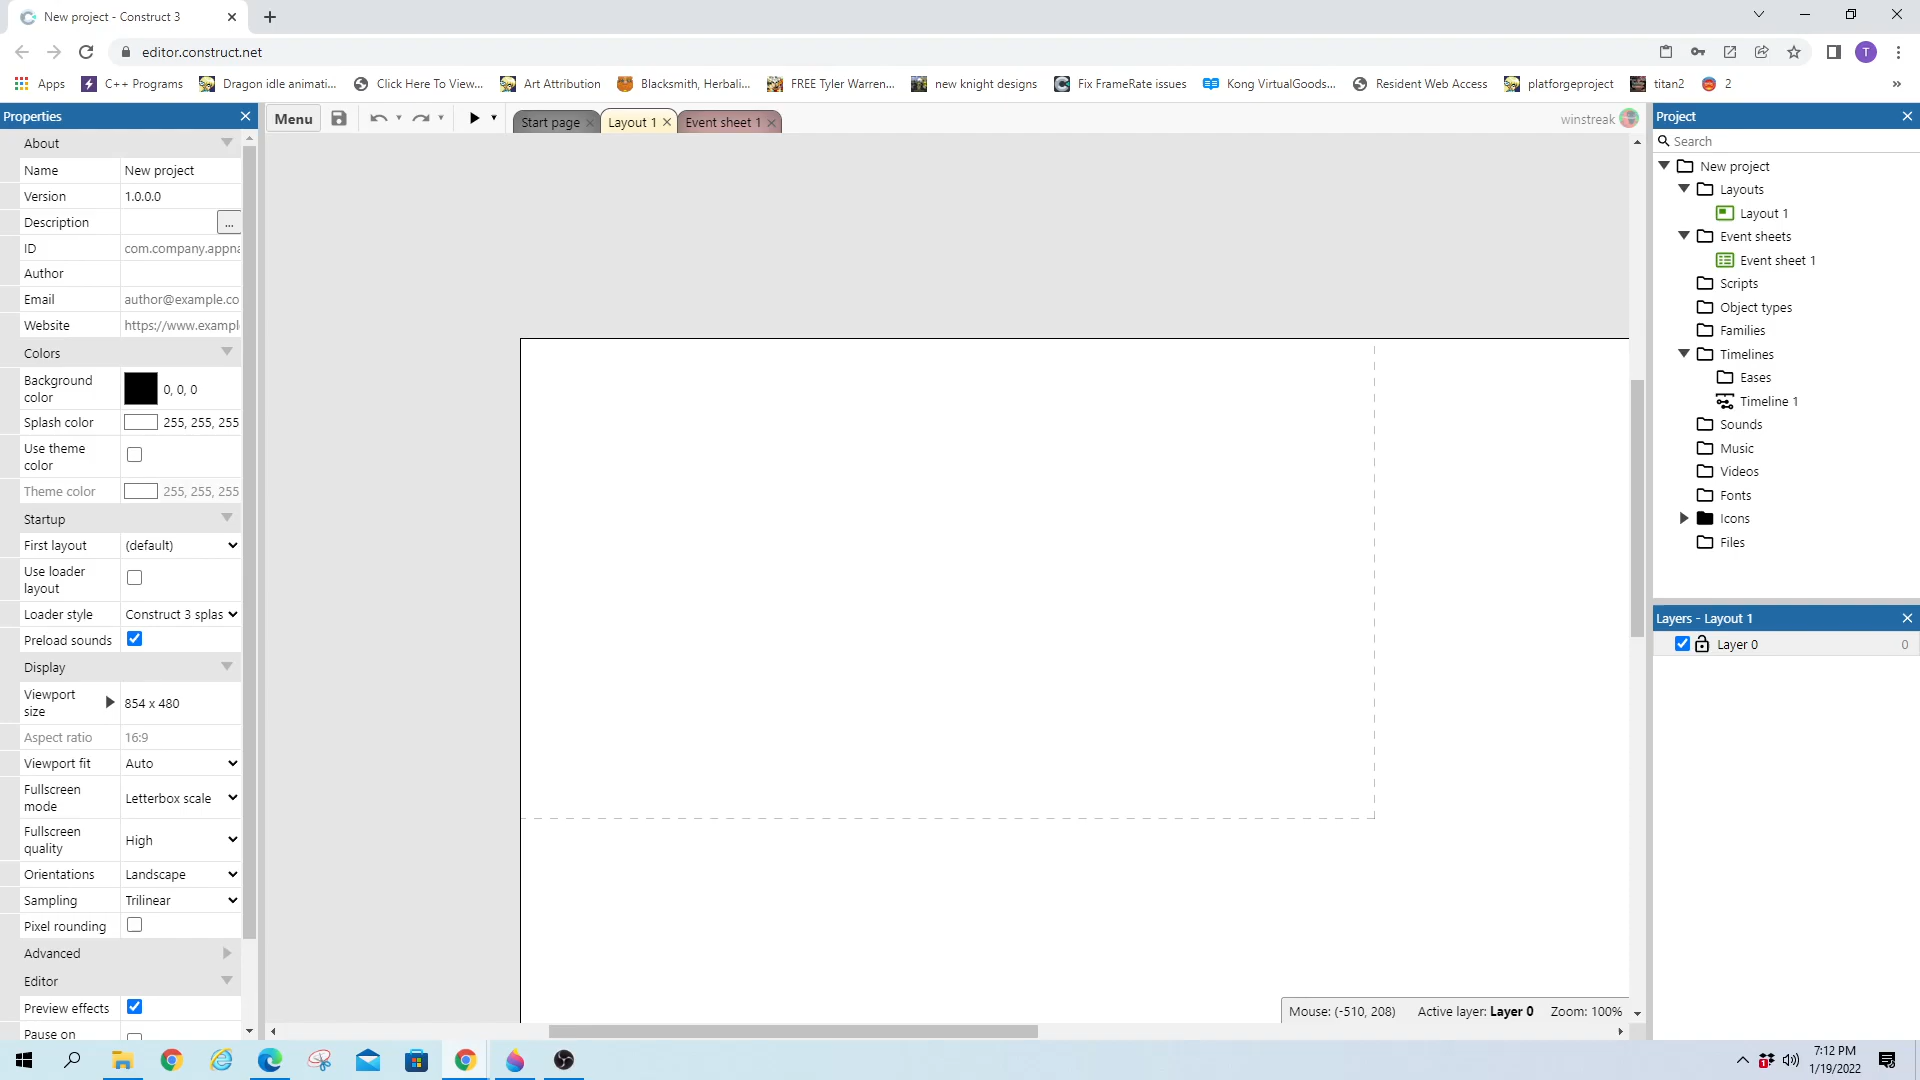 New project - Construct 3
editor.construct.net
T
Apps
C++ Programs
Dragon idle animati...
Click Here To View...
Art Attribution
Blacksmith, Herbali...
FREE Tyler Warren...
new knight designs
Fix FrameRate issues
Kong VirtualGoods...
Resident Web Access
platforgeproject
titan2
2
»
Properties
Menu
Start page
Layout 1
Event sheet 1
winstreak
About
Name New project
Version 1.0.0.0
Description ...
ID com.company.appna
Author
Email author@example.co
Website https://www.exampl
Colors
Background
color
0, 0, 0
Splash color 255, 255, 255
Use theme
color
Theme color 255, 255, 255
Startup
First layout (default)
Use loader
layout
Loader style Construct 3 splas
Preload sounds
Display
Viewport
size
854 x 480
Aspect ratio 16:9
Viewport fit Auto
Fullscreen
mode
Letterbox scale
Fullscreen
quality
High
Orientations Landscape
Sampling Trilinear
Pixel rounding
Advanced
Editor
Preview effects
Pause on
Mouse: (-510, 208) Active layer: Layer 0 Zoom: 100%
Project
Search
New project
Layouts
Layout 1
Event sheets
Event sheet 1
Scripts
Object types
Families
Timelines
Eases
Timeline 1
Sounds
Music
Videos
Fonts
Icons
Files
Layers - Layout 1
Layer 0 0
7:12 PM
1/19/2022